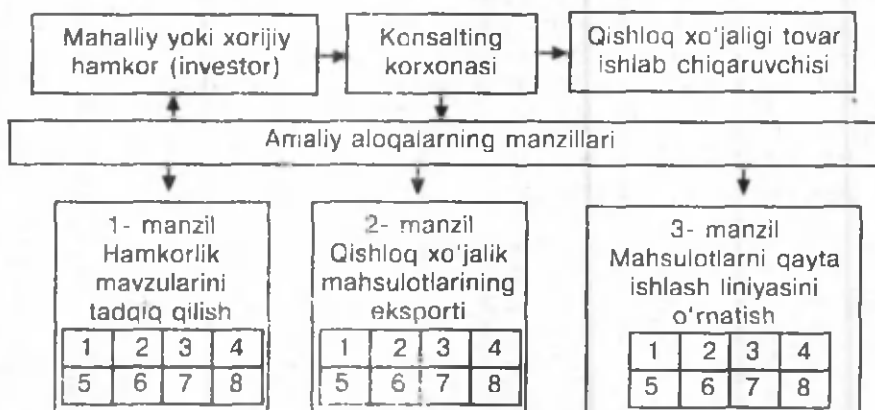 Mahalliy yoki xorijiy
hamkor (investor)
Konsalting
korxonasi
Qishloq xo'jaligi tovar
ishlab chiqaruvchisi
Amaliy aloqalarning manzillari
1- manzil
Hamkorlik
mavzularini
tadqiq qilish
1 2 3 4
5 6 7 8
2- manzil
Qishloq xo'jalik
mahsulotlarining
eksporti
1 2 3 4
5 6 7 8
3- manzil
Mahsulotlarni qayta
ishlash liniyasini
o'rnatish
1 2 3 4
5 6 7 8